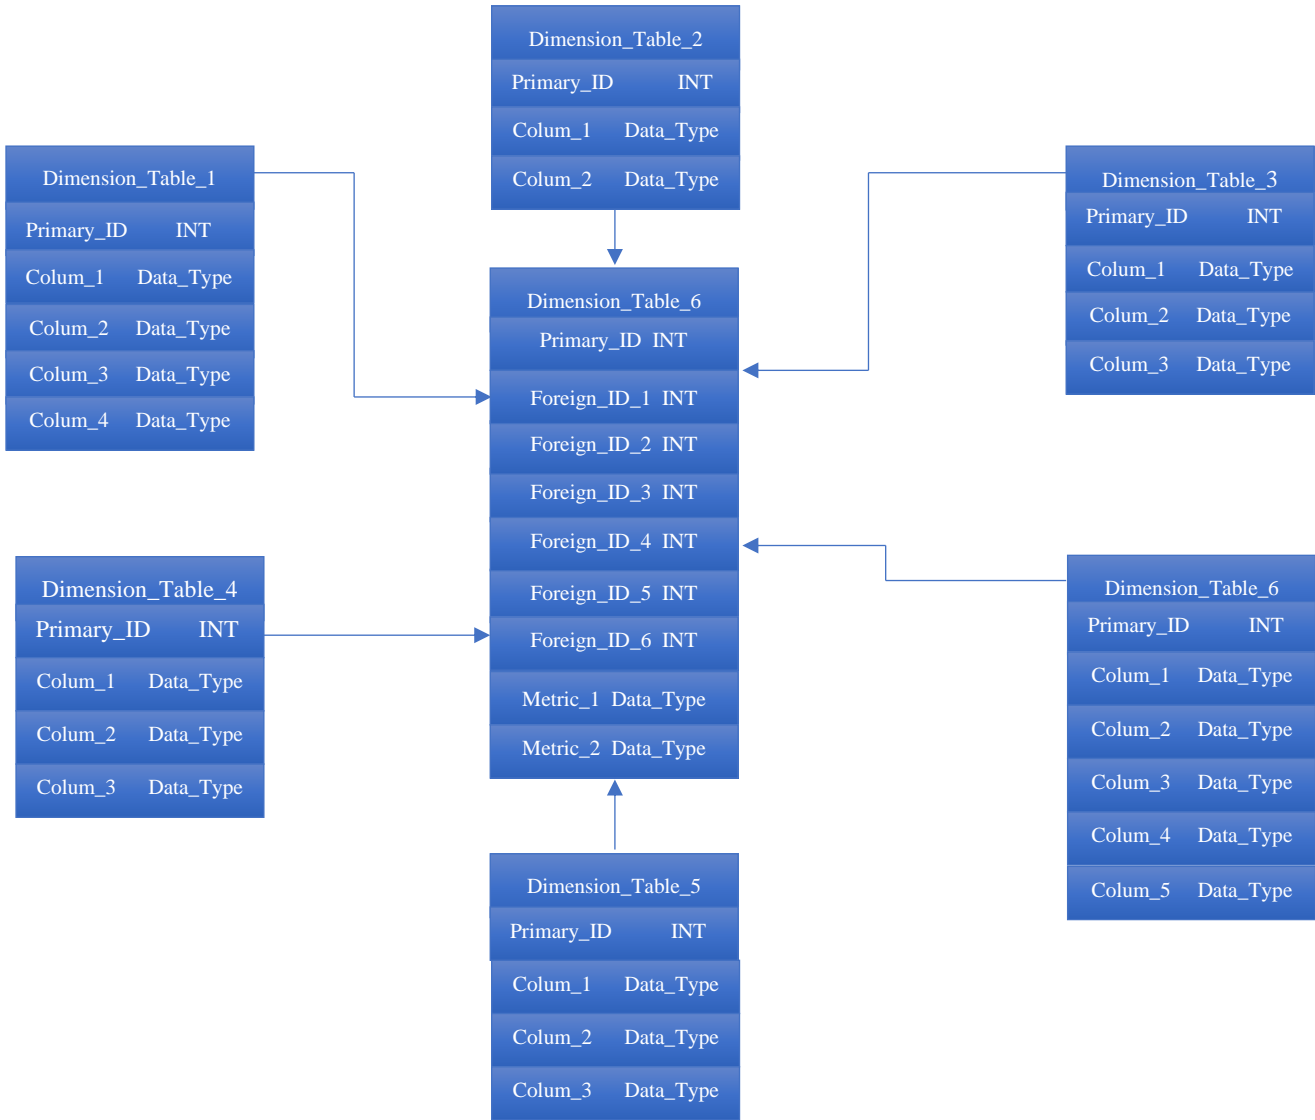 Dimension_Table_2
Primary_ID INT
Colum_1 Data_Type
Colum_2 Data_Type
Dimension_Table_1
Primary_ID INT
Colum_1 Data_Type
Colum_2 Data_Type
Colum_3 Data_Type
Colum_4 Data_Type
Dimension_Table_3
Primary_ID INT
Colum_1 Data_Type
Colum_2 Data_Type
Colum_3 Data_Type
Dimension_Table_6
Primary_ID INT
Foreign_ID_1 INT
Foreign_ID_2 INT
Foreign_ID_3 INT
Foreign_ID_4 INT
Foreign_ID_5 INT
Foreign_ID_6 INT
Metric_1 Data_Type
Metric_2 Data_Type
Dimension_Table_4
Primary_ID INT
Colum_1 Data_Type
Colum_2 Data_Type
Colum_3 Data_Type
Dimension_Table_6
Primary_ID INT
Colum_1 Data_Type
Colum_2 Data_Type
Colum_3 Data_Type
Colum_4 Data_Type
Colum_5 Data_Type
Dimension_Table_5
Primary_ID INT
Colum_1 Data_Type
Colum_2 Data_Type
Colum_3 Data_Type